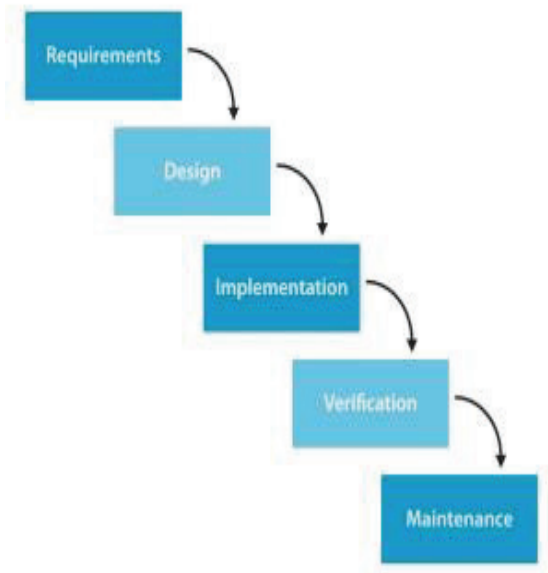 Requirements
Design
Implementation
Verification
Maintenance